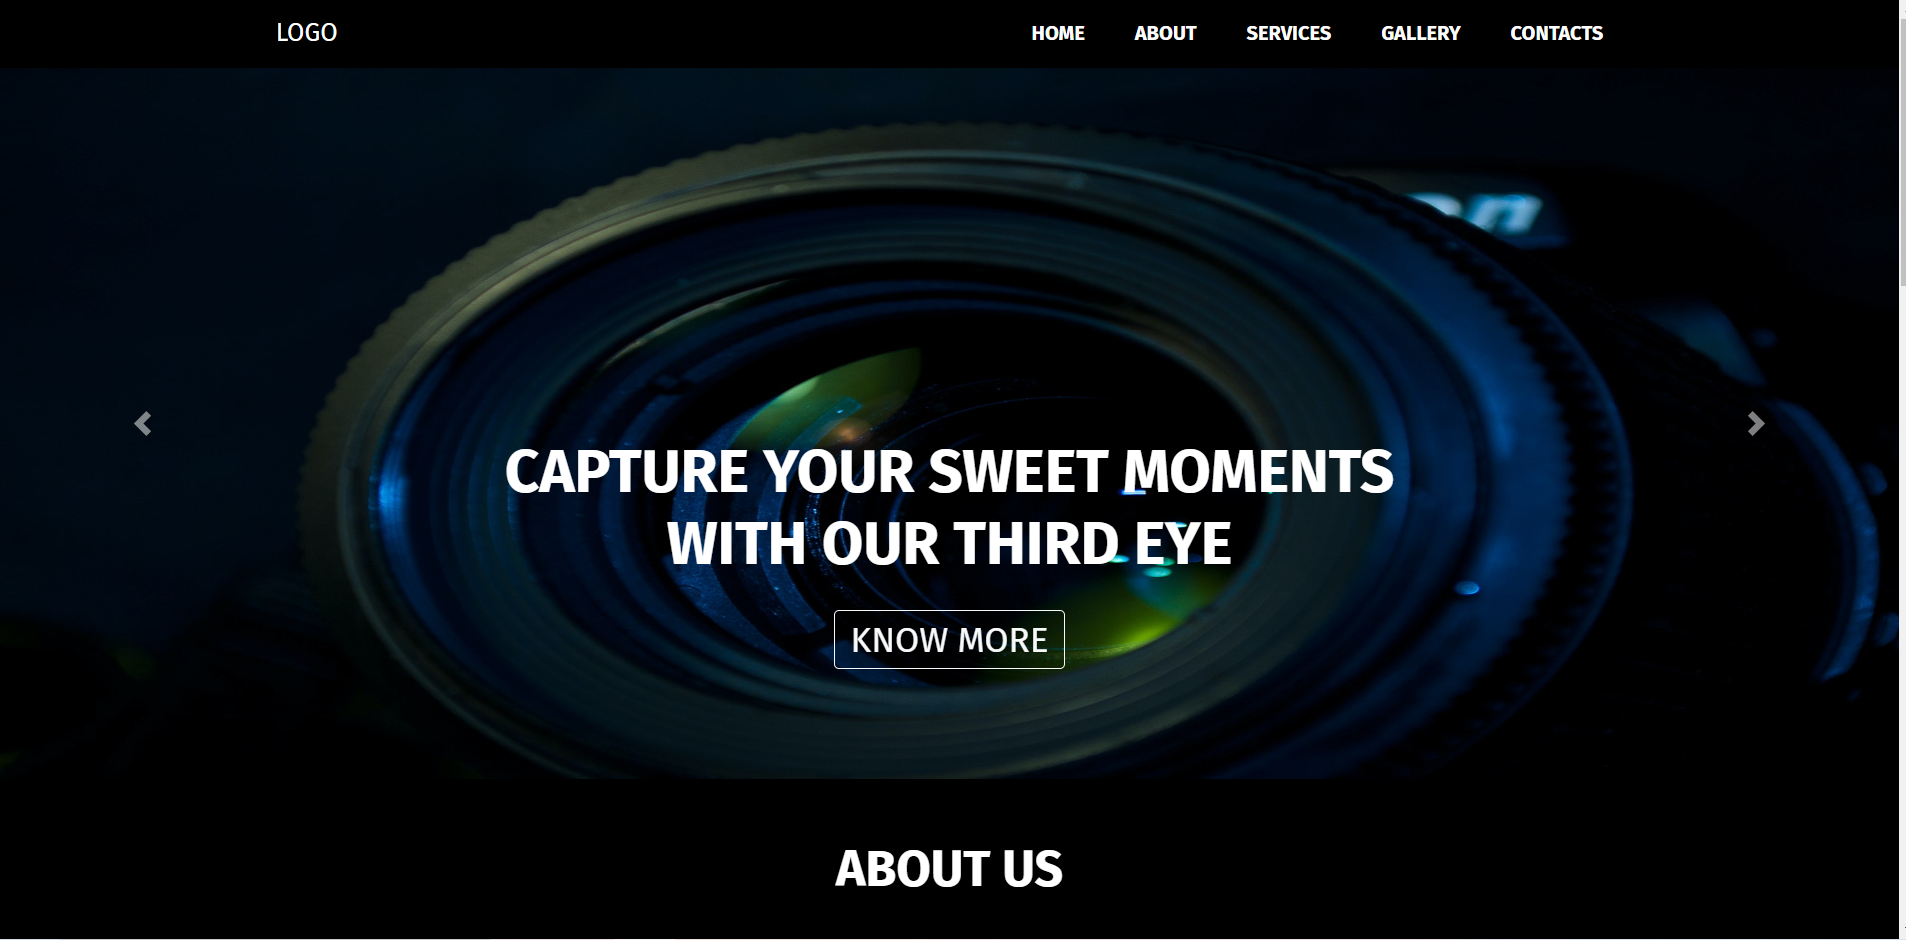 LOGO
HOME ABOUT SERVICES GALLERY CONTACTS
CAPTURE YOUR SWEET MOMENTS
WITH OUR THIRD EYE
KNOW MORE
ABOUT US